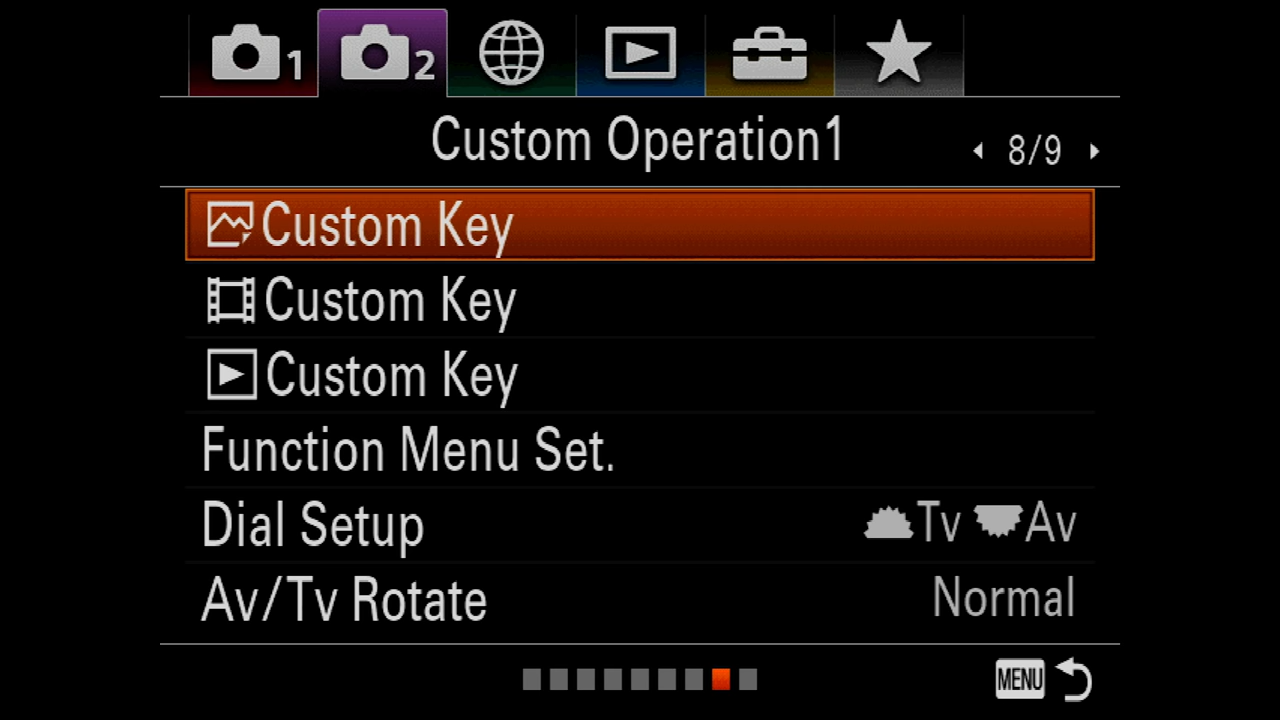 1 2
Custom Operation1 8/9
Custom Key
Custom Key
Custom Key
Function Menu Set.
Dial Setup Tv Av
Av/Tv Rotate Normal
MENU